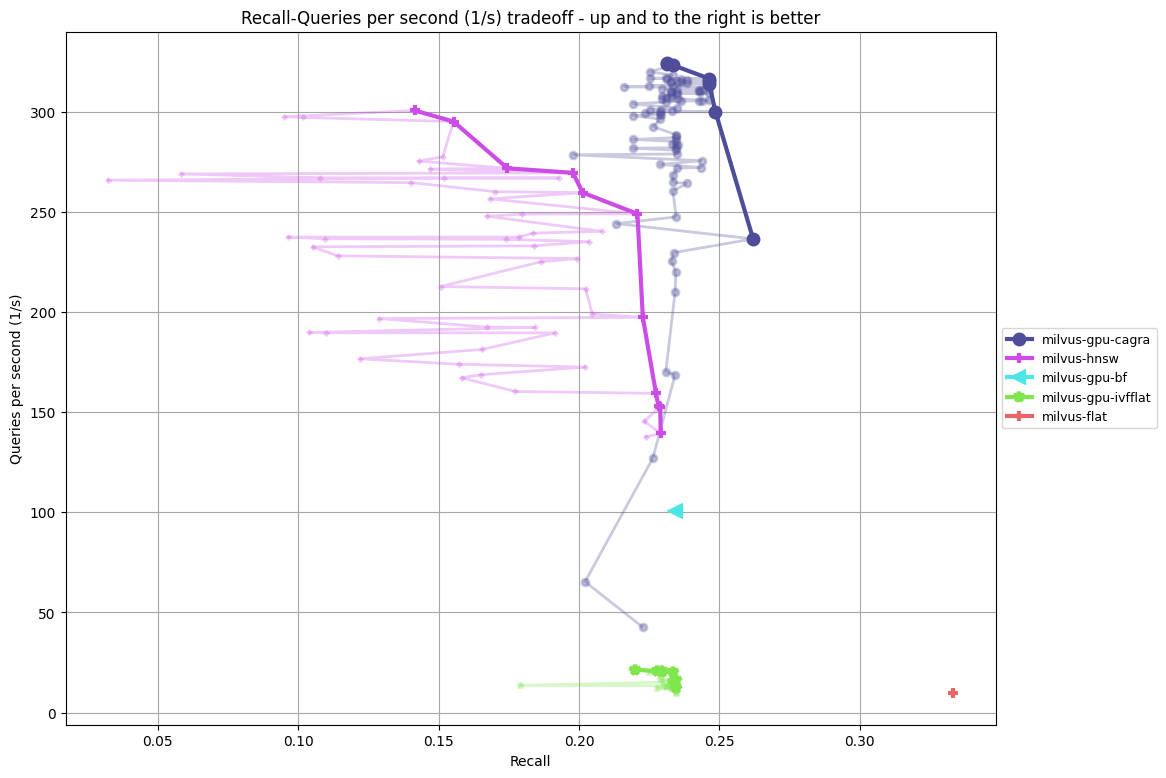 Recall-Queries per second (1/s) tradeoff - up and to the right is better
Queries per second (1/s)
300
250
200
150
100
50
0
0.05
0.10
0.15
0.20
0.25
0.30
Recall
milvus-gpu-cagra
milvus-hnsw
milvus-gpu-bf
milvus-gpu-ivfflat
milvus-flat